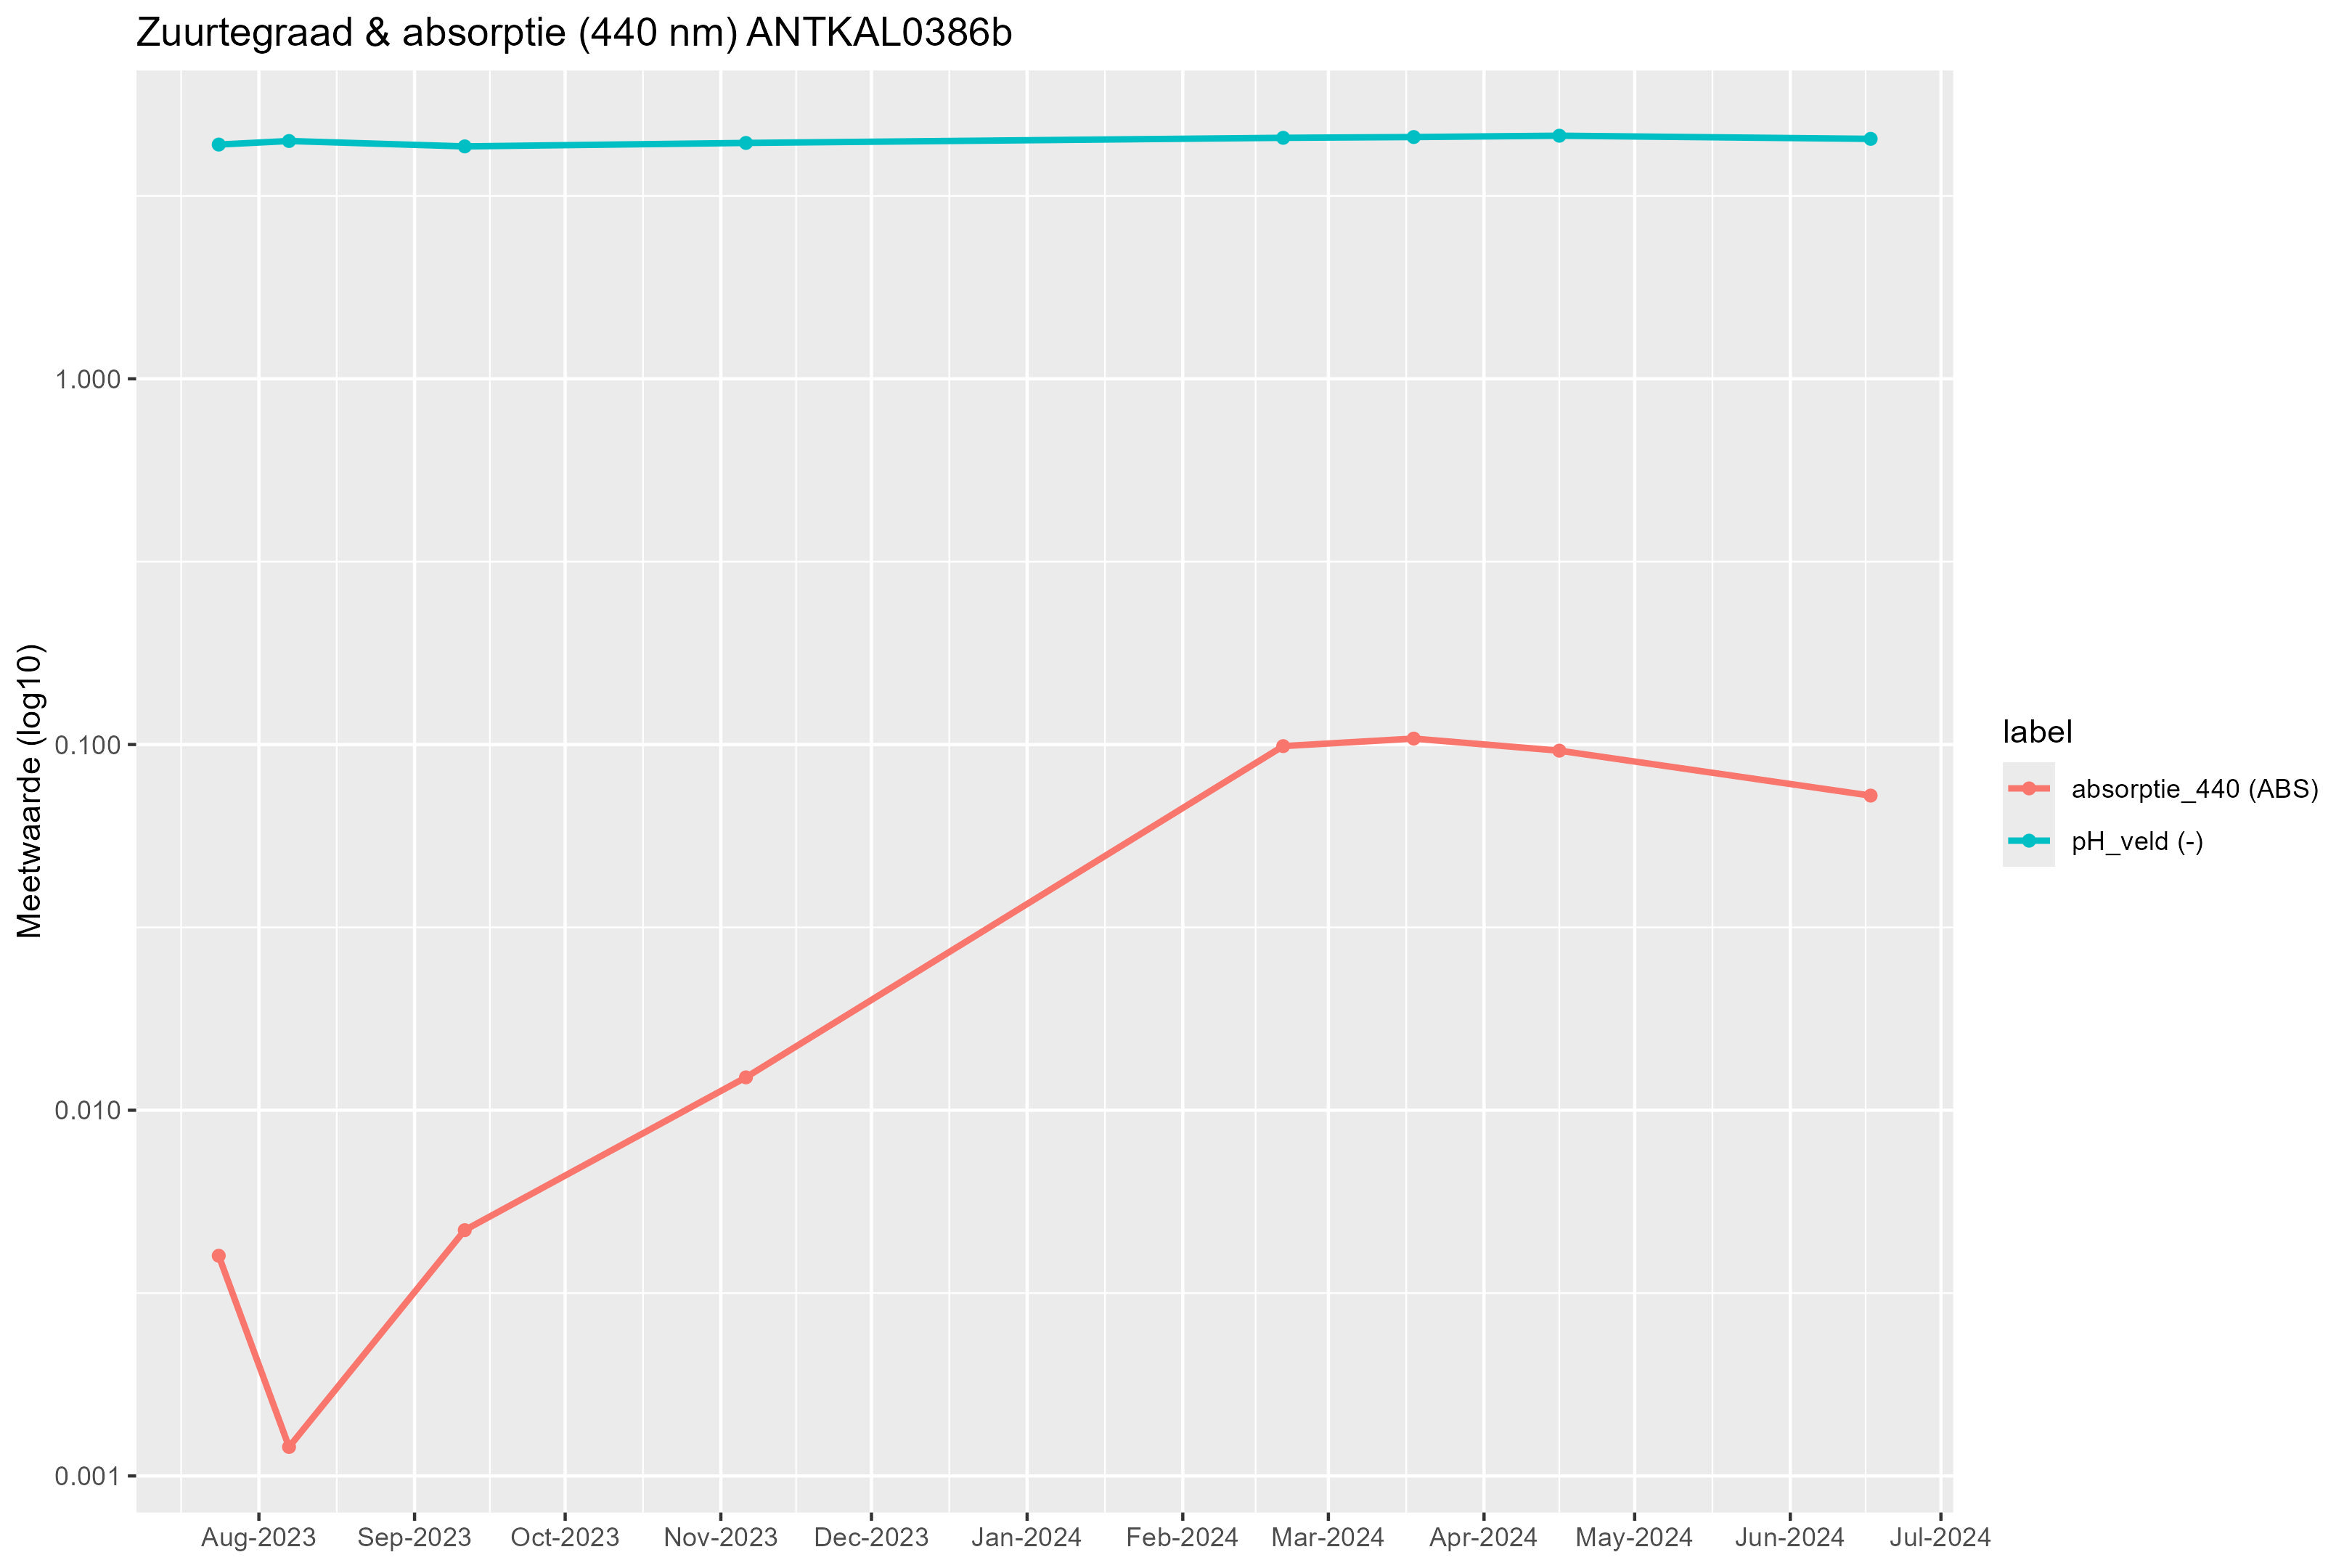 Zuurtegraad & absorptie (440 nm) ANTKAL0386b
Meetwaarde (log10)
1.000
0.100
0.010
0.001
Aug-2023 Sep-2023 Oct-2023 Nov-2023 Dec-2023 Jan-2024 Feb-2024 Mar-2024 Apr-2024 May-2024 Jun-2024 Jul-2024
label
absorptie_440 (ABS)
pH_veld (-)